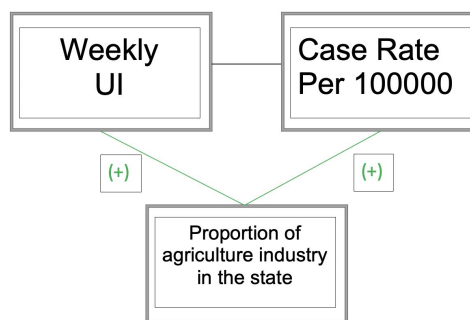 Weekly
UI
Case Rate
Per 100000
(+)
(+)
Proportion of
agriculture industry
in the state